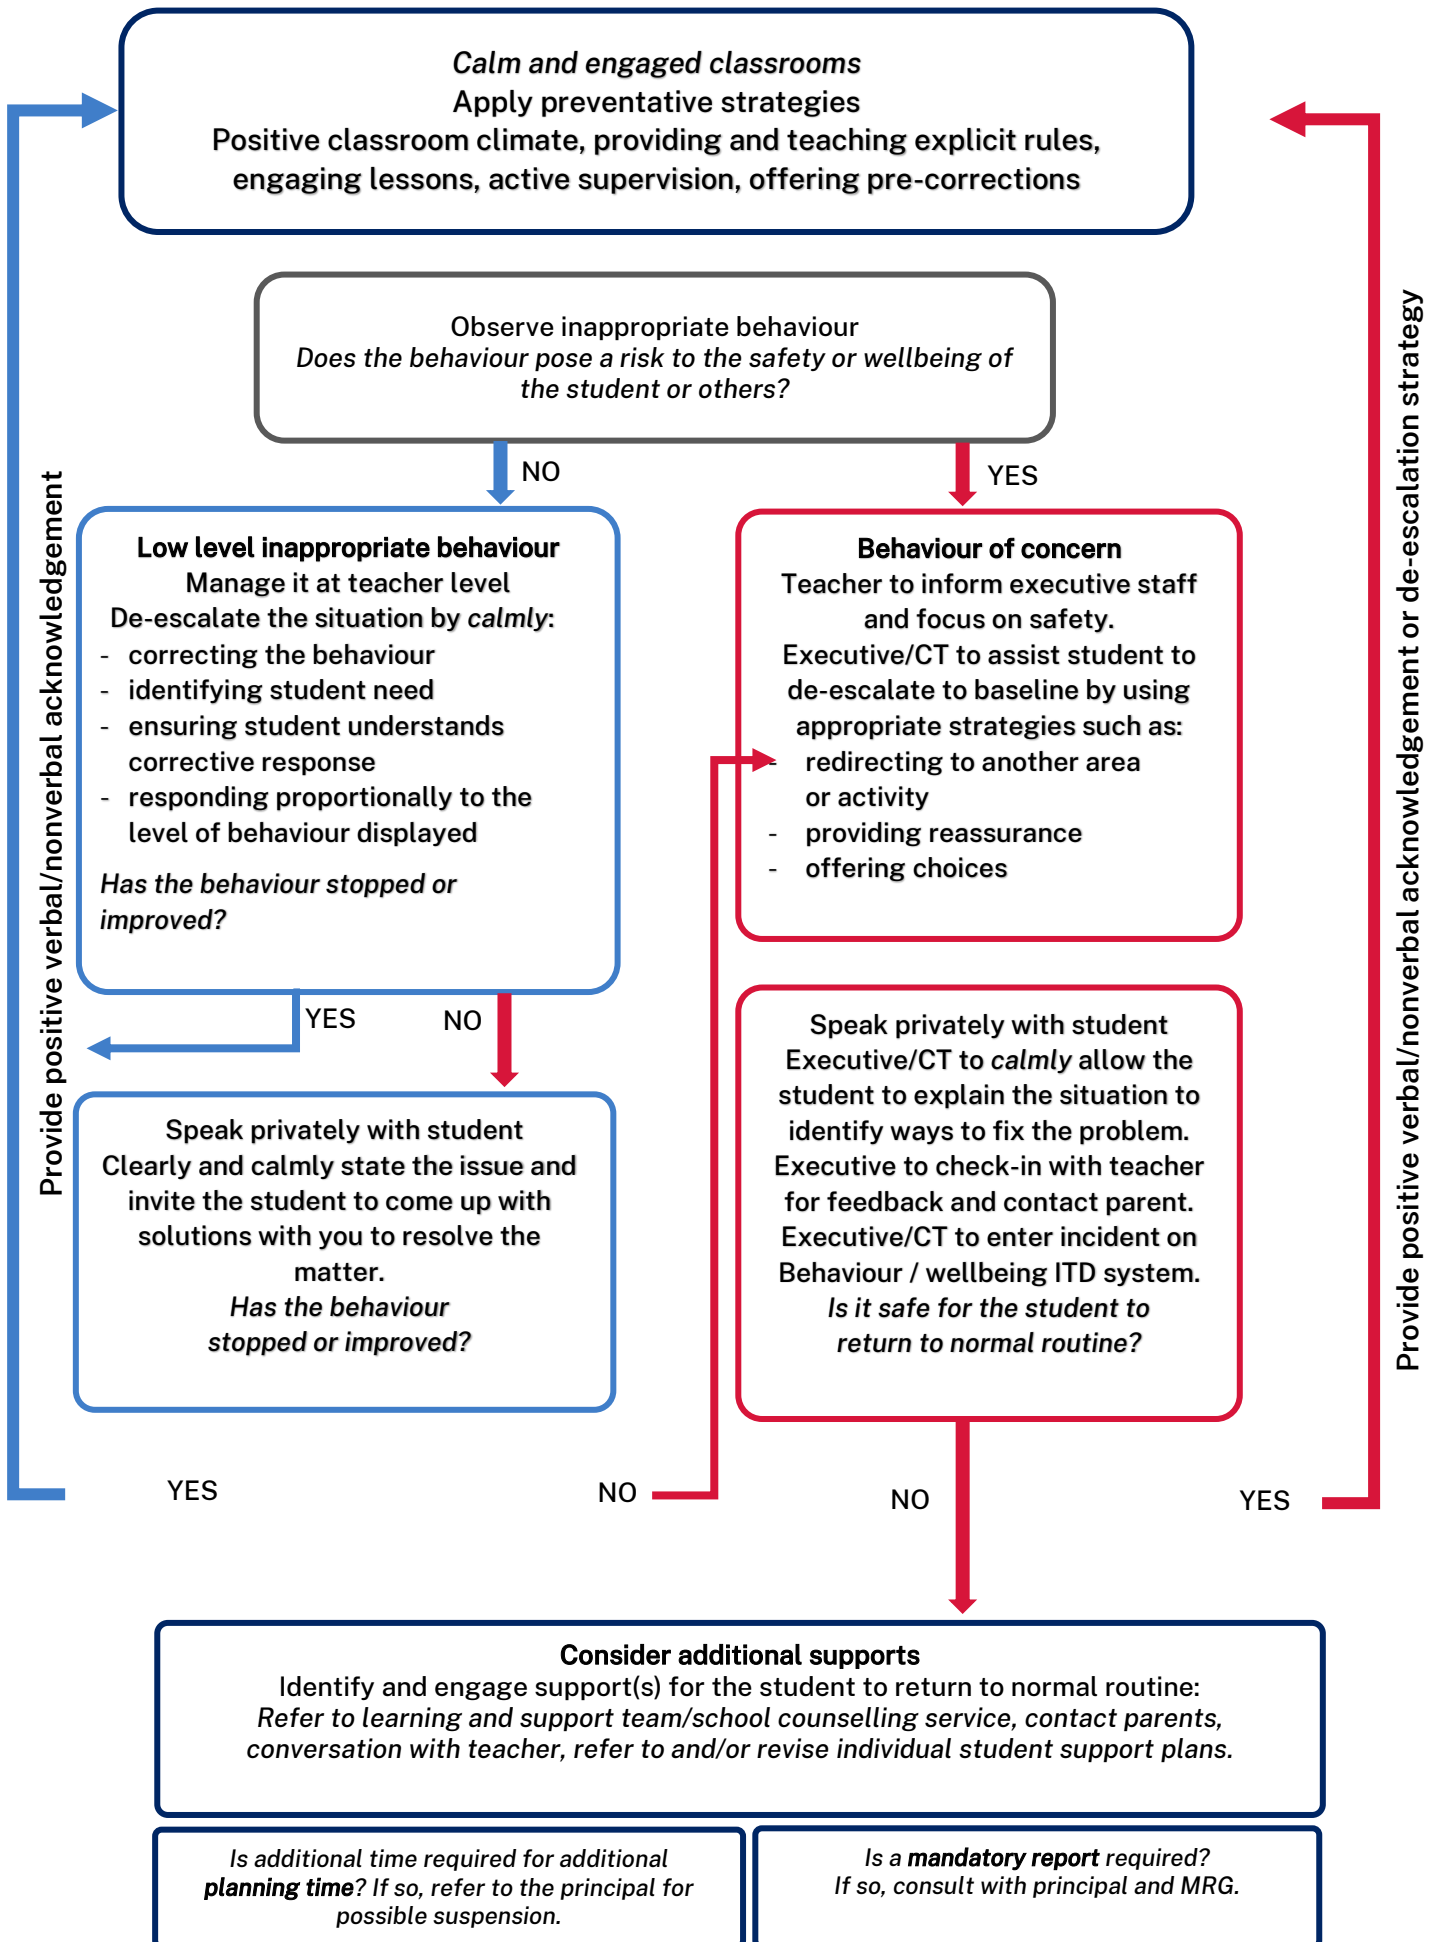 Calm and engaged classrooms
Apply preventative strategies
Positive classroom climate, providing and teaching explicit rules,
engaging lessons, active supervision, offering pre-corrections
Observe inappropriate behaviour
Does the behaviour pose a risk to the safety or wellbeing of
the student or others?
NO
YES
Provide positive verbal/nonverbal acknowledgement
Low level inappropriate behaviour
Manage it at teacher level
De-escalate the situation by calmly:
- correcting the behaviour
- identifying student need
- ensuring student understands
corrective response
- responding proportionally to the
level of behaviour displayed
Has the behaviour stopped or
improved?
YES
NO
Speak privately with student
Clearly and calmly state the issue and
invite the student to come up with
solutions with you to resolve the
matter.
Has the behaviour
stopped or improved?
YES
NO
Behaviour of concern
Teacher to inform executive staff
and focus on safety.
Executive/CT to assist student to
de-escalate to baseline by using
appropriate strategies such as:
- redirecting to another area
or activity
- providing reassurance
- offering choices
Speak privately with student
Executive/CT to calmly allow the
student to explain the situation to
identify ways to fix the problem.
Executive to check-in with teacher
for feedback and contact parent.
Executive/CT to enter incident on
Behaviour / wellbeing ITD system.
Is it safe for the student to
return to normal routine?
NO
YES
Provide positive verbal/nonverbal acknowledgement or de-escalation strategy
Consider additional supports
Identify and engage support(s) for the student to return to normal routine:
Refer to learning and support team/school counselling service, contact parents,
conversation with teacher, refer to and/or revise individual student support plans.
Is additional time required for additional
planning time? If so, refer to the principal for
possible suspension.
Is a mandatory report required?
If so, consult with principal and MRG.